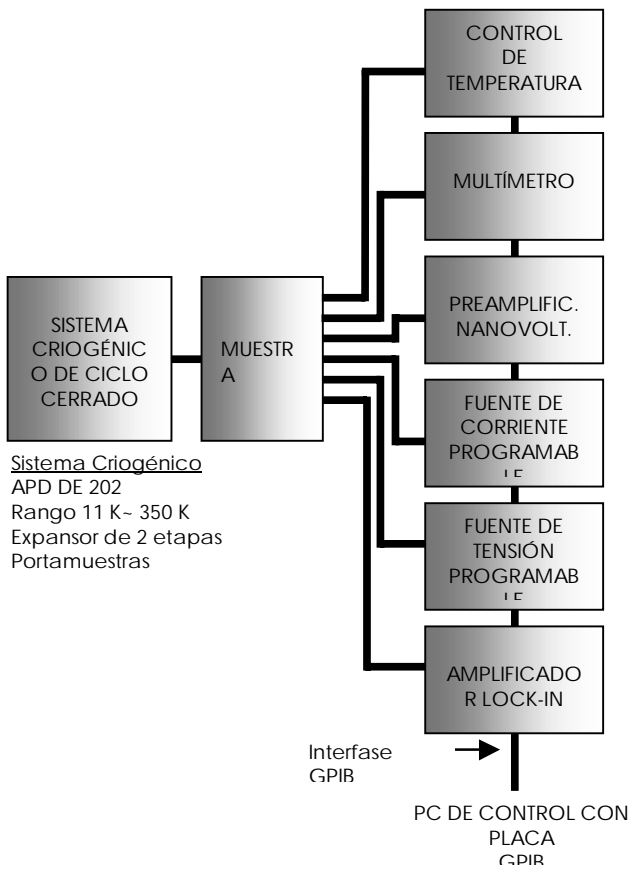 CONTROL
DE
TEMPERATURA
MULTÍMETRO
PREAMPLIFIC.
NANOVOLT.
SISTEMA
CRIOGÉNIC
O DE CICLO
CERRADO
MUESTR
A
FUENTE DE
CORRIENTE
PROGRAMAB
LE
Sistema Criogénico
APD DE 202
Rango 11 K~ 350 K
Expansor de 2 etapas
Portamuestras
FUENTE DE
TENSIÓN
PROGRAMAB
LE
AMPLIFICADO
R LOCK-IN
Interfase
GPIB
PC DE CONTROL CON
PLACA
GPIB